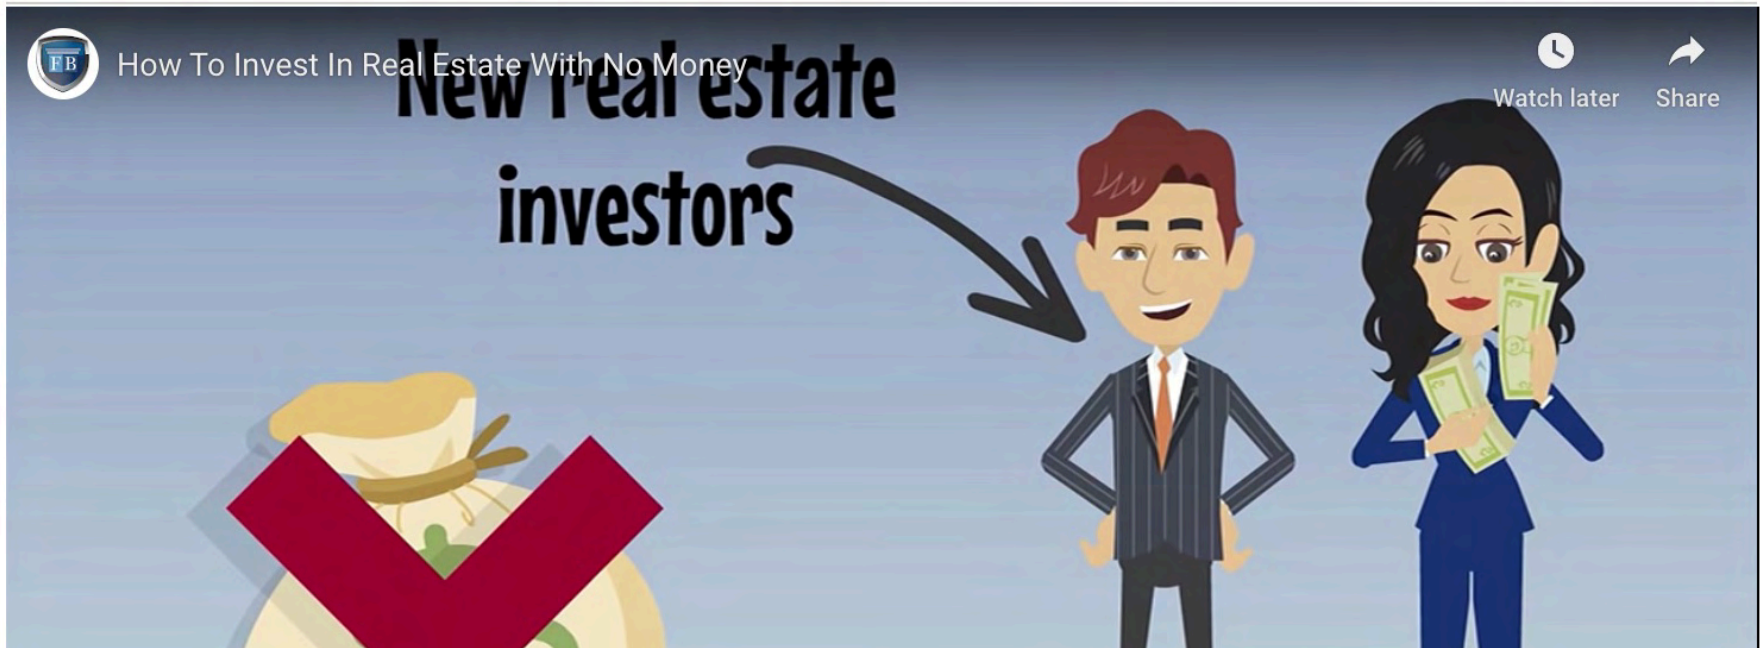 FB
How To Invest In Real Estate With No Money
Watch later
Share
New real estate
investors